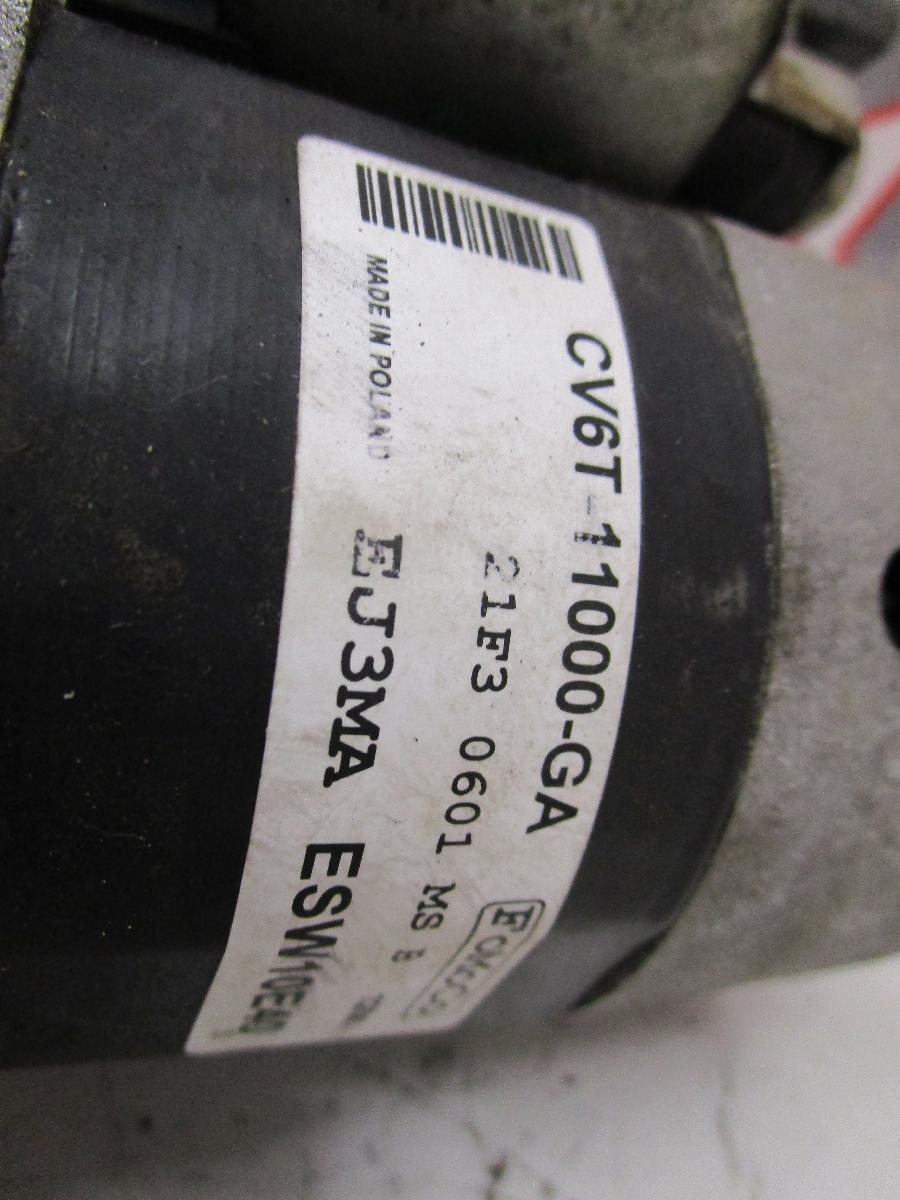 CV6T-11000-GA
21F3 0601 MS B
MADE IN POLAND
EJ3MA ESW10E40